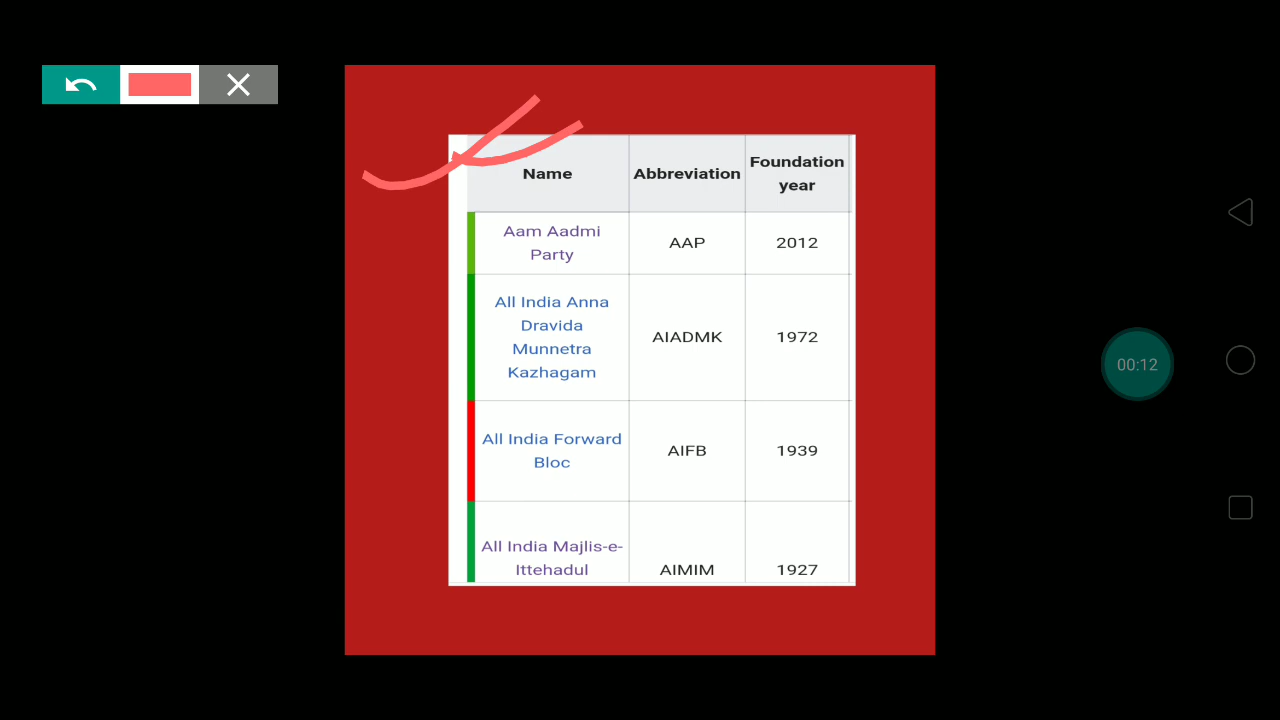 Name Abbreviation Foundation
year
Aam Aadmi
Party
AAP 2012
All India Anna
Dravida
Munnetra
Kazhagam
AIADMK 1972
All India Forward
Bloc
AIFB 1939
All India Majlis-e-
Ittehadul
AIMIM 1927
00:12